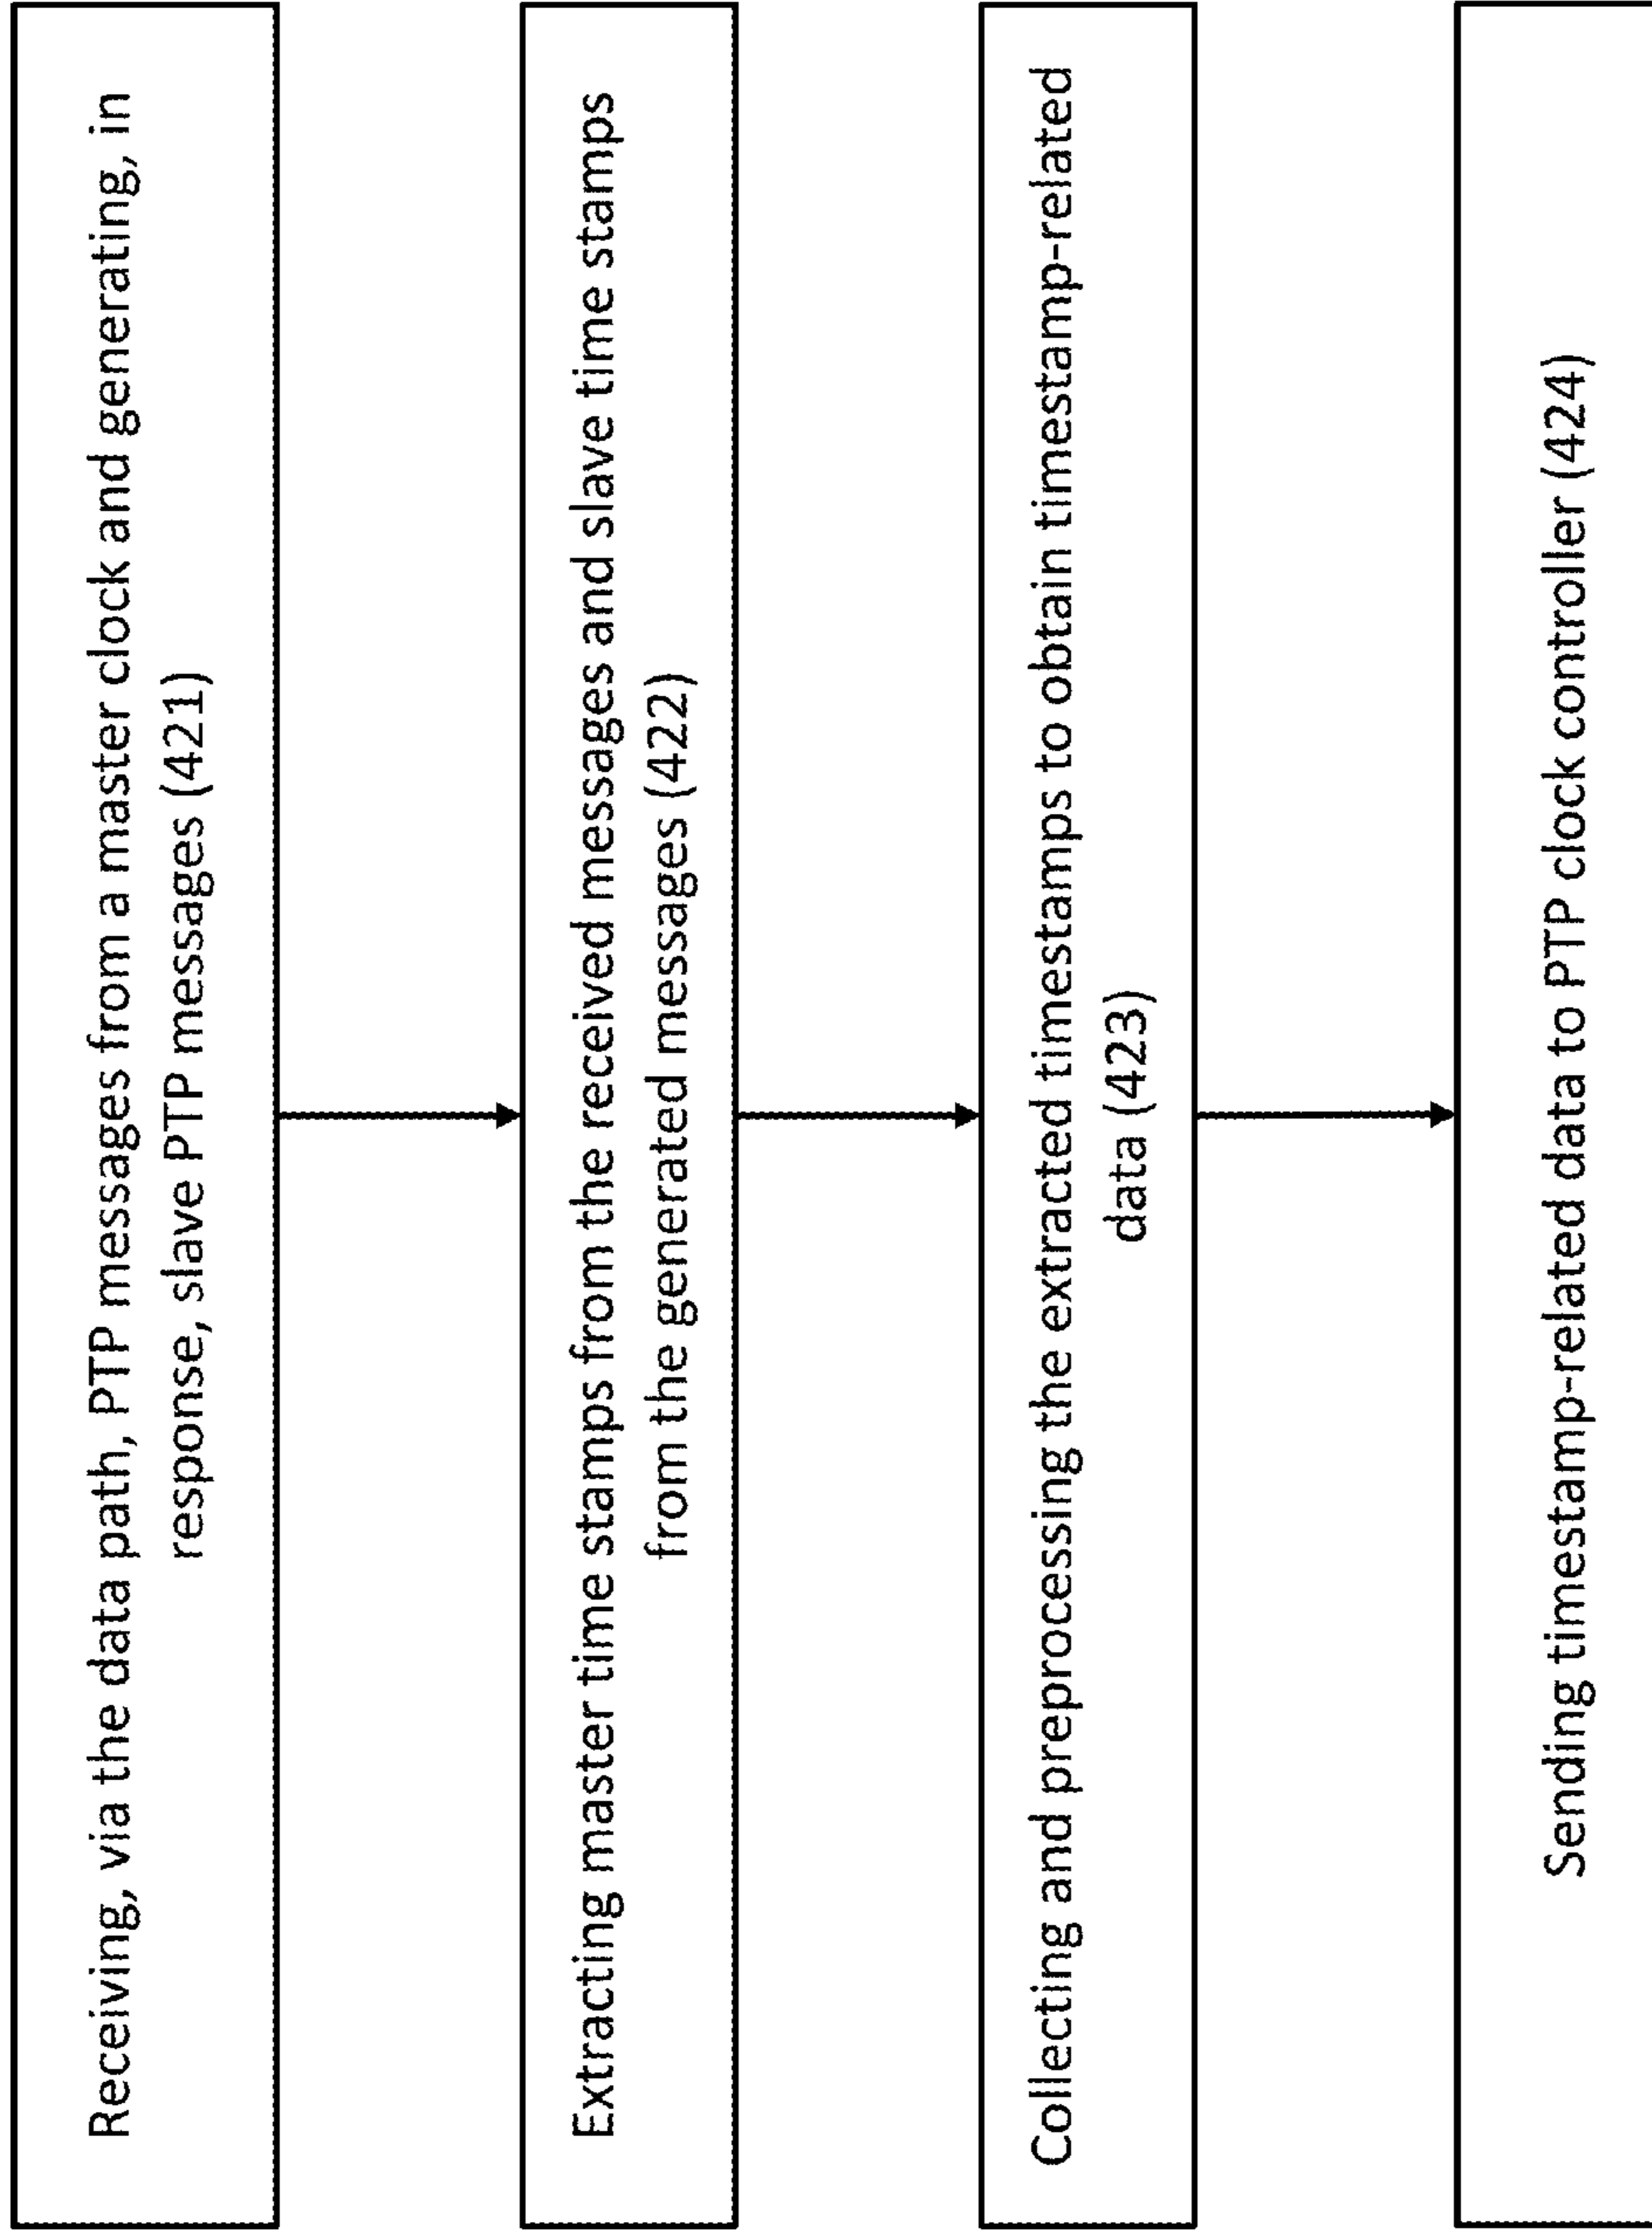 Receiving, via the data path, PTP messages from a master clock and generating, in
response, slave PTP messages (421)
Extracting master time stamps from the received messages and slave time stamps
from the generated messages (422)
Collecting and preprocessing the extracted timestamps to obtain timestamp-related
data (423)
Sending timestamp-related data to PTP clock controller (424)